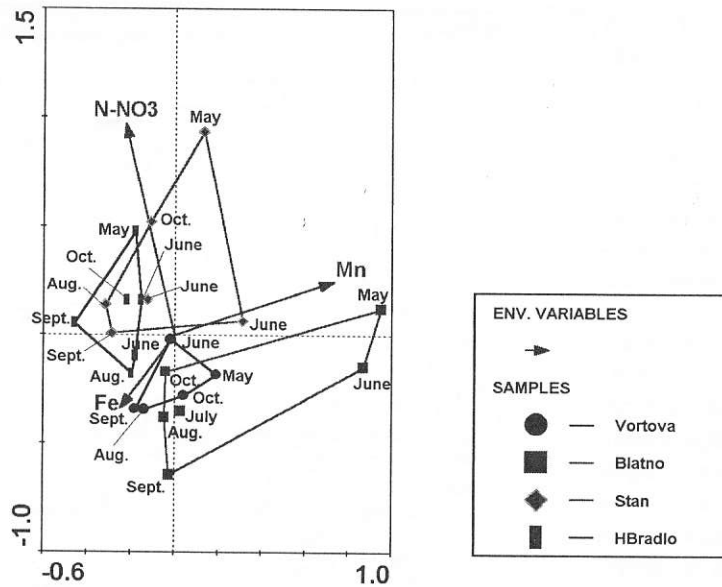 1.5
N-NO3
May
Oct.
May
June
Oct.
Mn
Aug.
June
May
Sept.
June
Sept.
June
June
June
Aug.
Oct.
May
Fe
Oct.
Sept.
July
Aug.
Aug.
Sept.
-1.0
-0.6
1.0
ENV. VARIABLES
SAMPLES
Vortova
Blatno
Stan
HBradlo